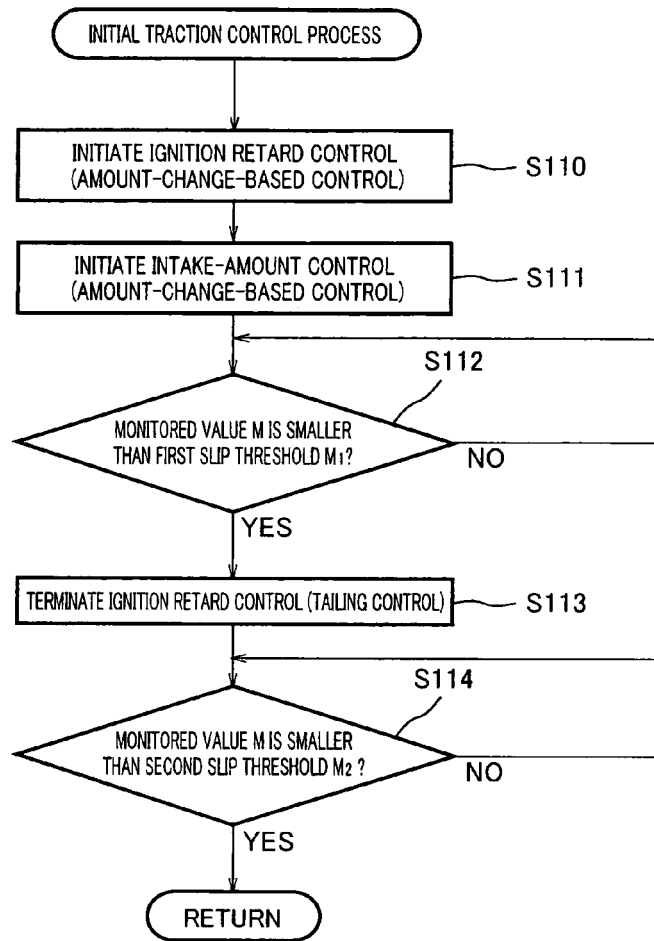 INITIAL TRACTION CONTROL PROCESS
INITIATE IGNITION RETARD CONTROL
(AMOUNT-CHANGE-BASED CONTROL)
S110
INITIATE INTAKE-AMOUNT CONTROL
(AMOUNT-CHANGE-BASED CONTROL)
S111
S112
MONITORED VALUE M IS SMALLER
THAN FIRST SLIP THRESHOLD M1?
NO
YES
TERMINATE IGNITION RETARD CONTROL (TAILING CONTROL)
S113
S114
MONITORED VALUE M IS SMALLER
THAN SECOND SLIP THRESHOLD M2 ?
NO
YES
RETURN